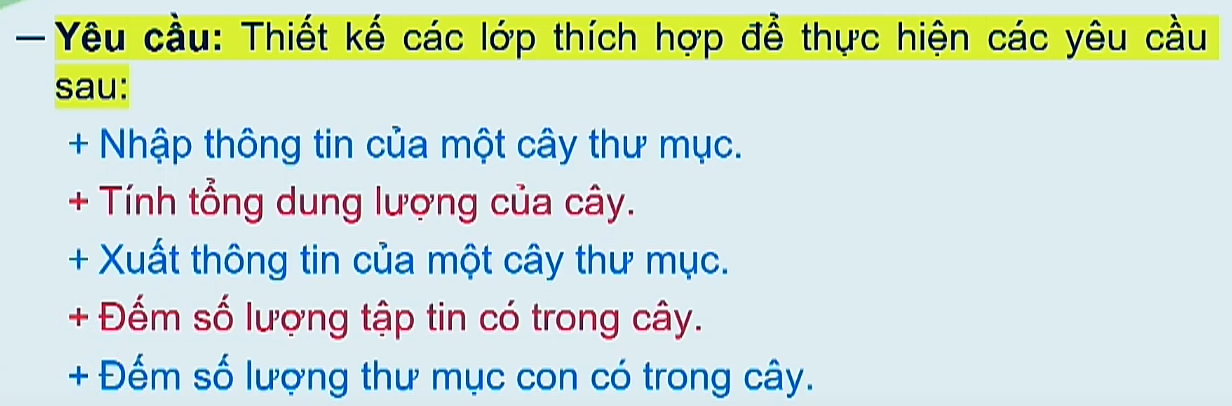 – Yêu cầu: Thiết kế các lớp thích hợp để thực hiện các yêu cầu
sau:
+ Nhập thông tin của một cây thư mục.
+ Tính tổng dung lượng của cây.
+ Xuất thông tin của một cây thư mục.
+ Đếm số lượng tập tin có trong cây.
+ Đếm số lượng thư mục con có trong cây.